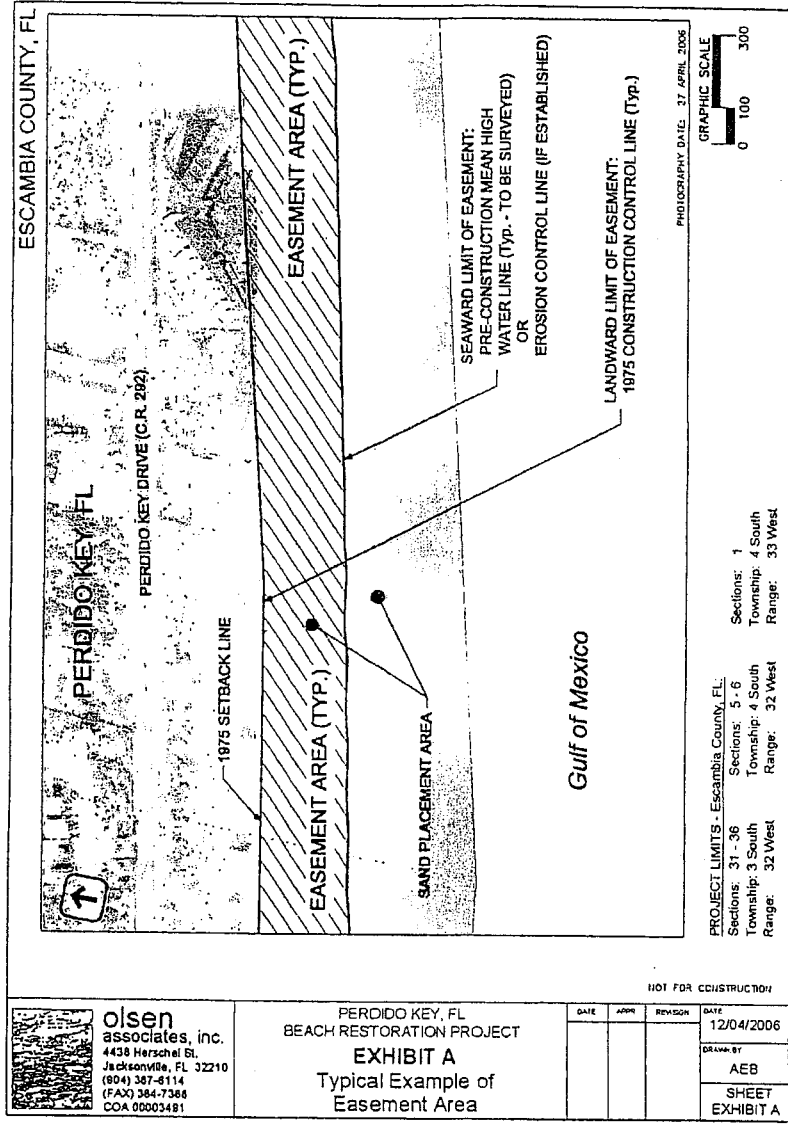 ESCAMBIA COUNTY, FL
PERDIDO KEY, FL
PERDIDO KEY DRIVE (C.R. 292)
1975 SETBACK LINE
EASEMENT AREA (TYP.)
EASEMENT AREA (TYP.)
SAND PLACEMENT AREA
SEAWARD LIMIT OF EASEMENT:
PRE-CONSTRUCTION MEAN HIGH
WATER LINE (Typ. - TO BE SURVEYED)
OR
EROSION CONTROL LINE (IF ESTABLISHED)
LANDWARD LIMIT OF EASEMENT:
1975 CONSTRUCTION CONTROL LINE (Typ.)
Gulf of Mexico
PHOTOGRAPHY DATE: 27 APRIL 2006
GRAPHIC SCALE
0 100 300
PROJECT LIMITS - Escambia County, FL:
Sections: 31 - 36 Sections: 5 - 6 Sections: 1
Township: 3 South Township: 4 South Township: 4 South
Range: 32 West Range: 32 West Range: 33 West
NOT FOR CONSTRUCTION
olsen
associates, inc.
4438 Herschel St.
Jacksonville, FL 32210
(904) 387-6114
(FAX) 384-7368
COA 00003491
PERDIDO KEY, FL
BEACH RESTORATION PROJECT
EXHIBIT A
Typical Example of
Easement Area
DATE APPR REVISION
DATE
12/04/2006
DRAWN BY
AEB
SHEET
EXHIBIT A